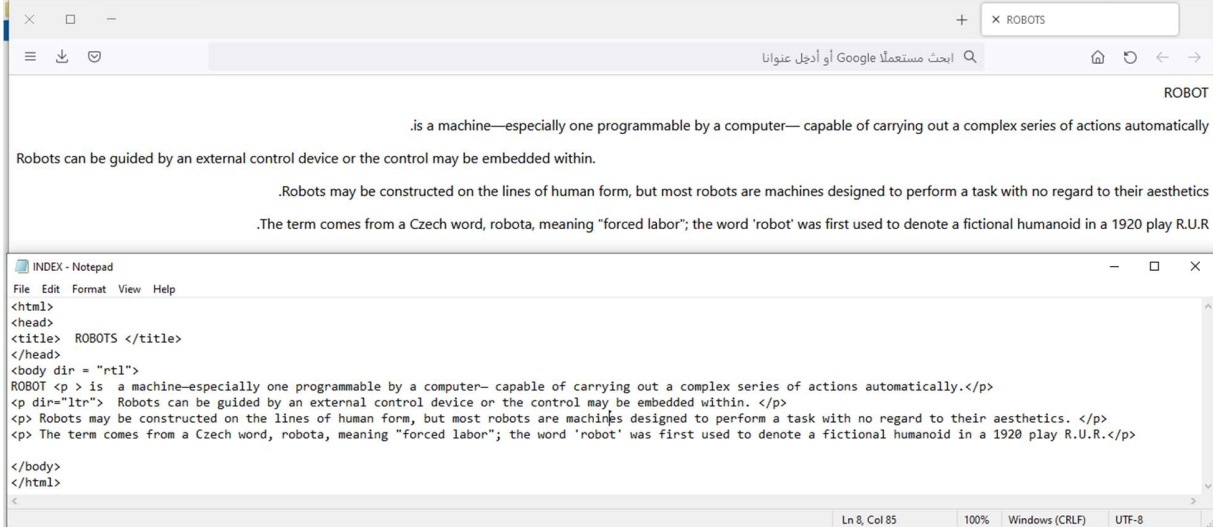 ROBOTS
ابحث مستعملًا Google أو أدخِل عنوانا
ROBOT
.is a machine—especially one programmable by a computer— capable of carrying out a complex series of actions automatically
Robots can be guided by an external control device or the control may be embedded within.
.Robots may be constructed on the lines of human form, but most robots are machines designed to perform a task with no regard to their aesthetics
.The term comes from a Czech word, robota, meaning "forced labor"; the word 'robot' was first used to denote a fictional humanoid in a 1920 play R.U.R
INDEX - Notepad
File Edit Format View Help
<html>
<head>
<title>  ROBOTS </title>
</head>
<body dir = "rtl">
ROBOT <p > is  a machine—especially one programmable by a computer— capable of carrying out a complex series of actions automatically.</p>
<p dir="ltr">  Robots can be guided by an external control device or the control may be embedded within. </p>
<p> Robots may be constructed on the lines of human form, but most robots are machines designed to perform a task with no regard to their aesthetics. </p>
<p> The term comes from a Czech word, robota, meaning "forced labor"; the word 'robot' was first used to denote a fictional humanoid in a 1920 play R.U.R.</p>
</body>
</html>
Ln 8, Col 85 100% Windows (CRLF) UTF-8